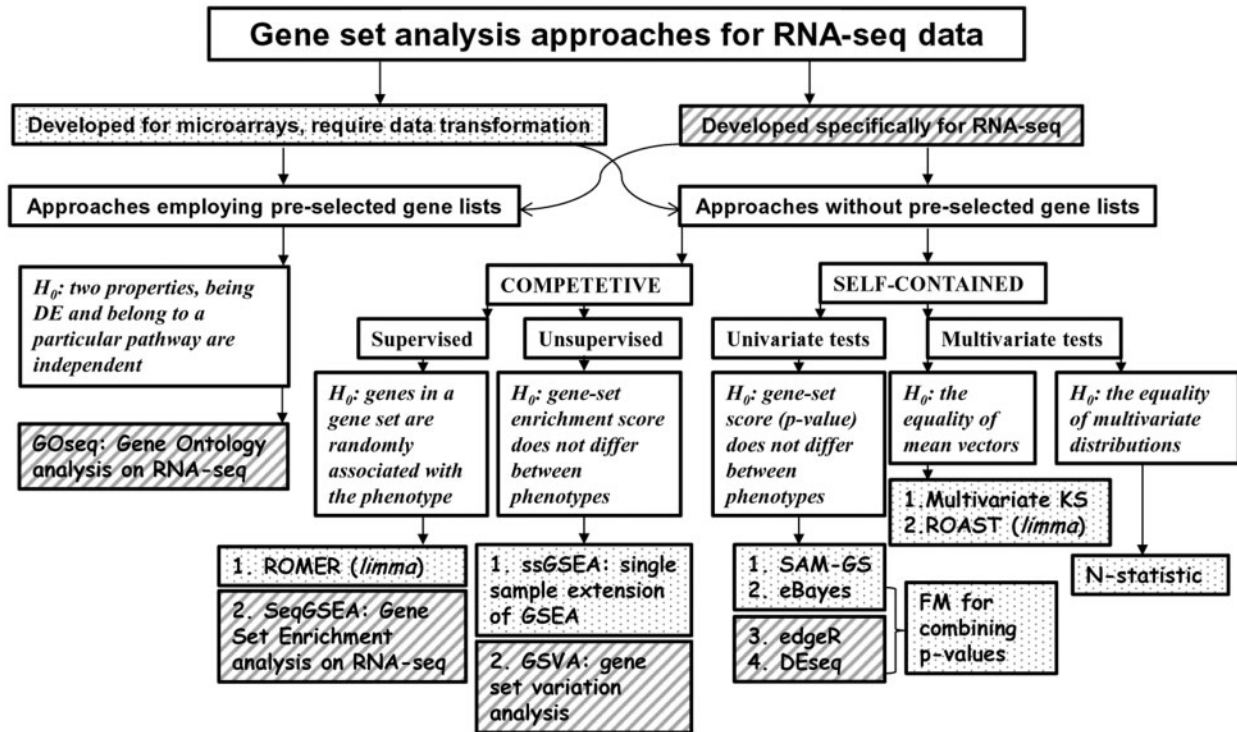 Gene set analysis approaches for RNA-seq data
Developed for microarrays, require data transformation
Developed specifically for RNA-seq
Approaches employing pre-selected gene lists
Approaches without pre-selected gene lists
H₀: two properties, being
DE and belong to a
particular pathway are
independent
GOseq: Gene Ontology
analysis on RNA-seq
COMPETETIVE
SELF-CONTAINED
Supervised
Unsupervised
Univariate tests
Multivariate tests
H₀: genes in a
gene set are
randomly
associated with
the phenotype
H₀: gene-set
enrichment score
does not differ
between
phenotypes
H₀: gene-set
score (p-value)
does not differ
between
phenotypes
H₀: the
equality of
mean vectors
H₀: the equality
of multivariate
distributions
1. ROMER (limma)
2. SeqGSEA: Gene
Set Enrichment
analysis on RNA-seq
1. ssGSEA: single
sample extension
of GSEA
2. GSVA: gene
set variation
analysis
1. SAM-GS
2. eBayes
3. edgeR
4. DEseq
FM for
combining
p-values
1.Multivariate KS
2.ROAST (limma)
N-statistic